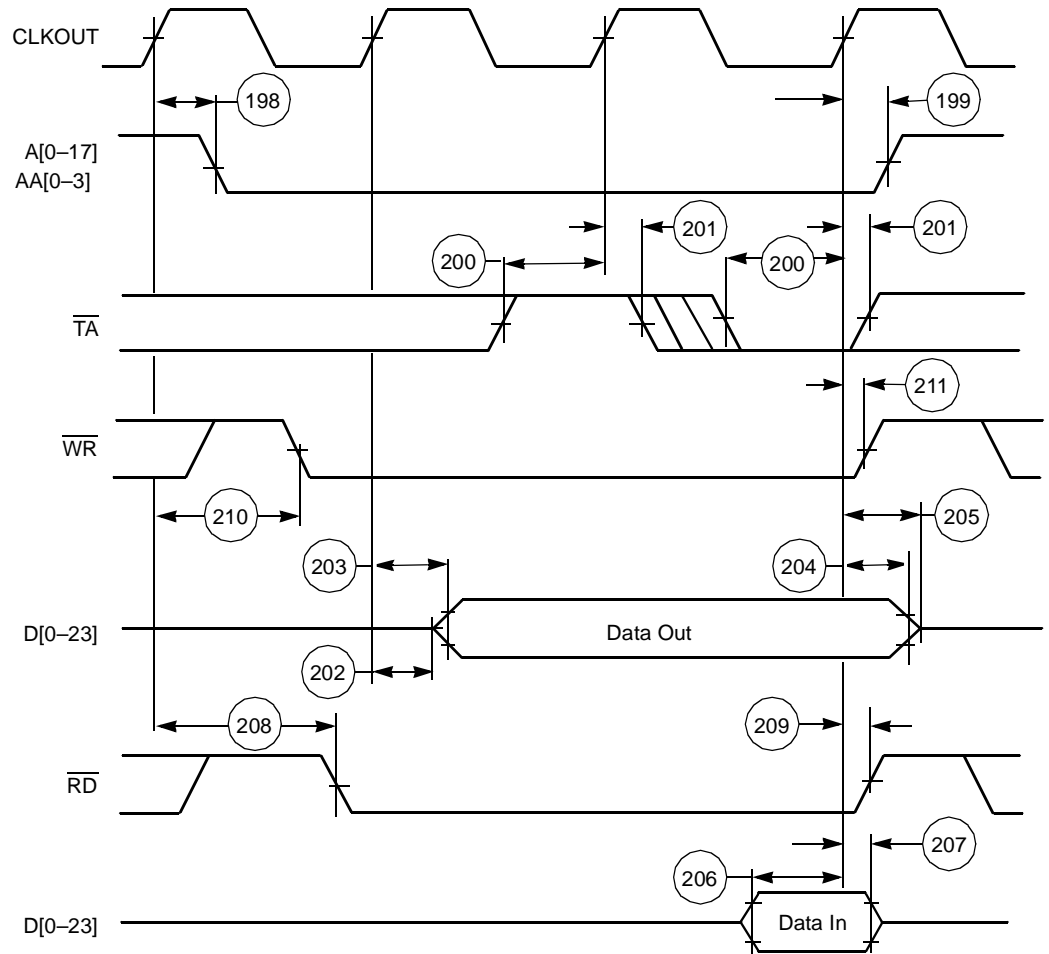 CLKOUT
198
199
A[0–17]
AA[0–3]
201
201
200
200
TA
211
WR
210
205
203
204
D[0–23]
Data Out
202
208
209
RD
207
206
D[0–23]
Data In